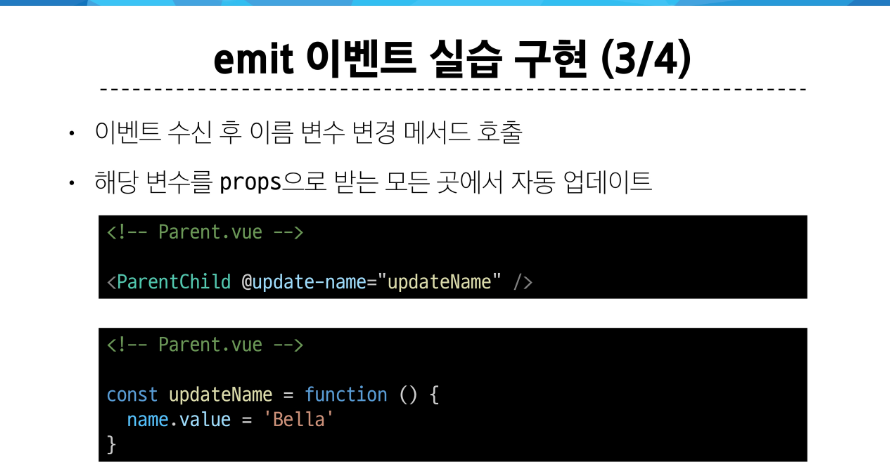 emit 이벤트 실습 구현 (3/4)
• 이벤트 수신 후 이름 변수 변경 메서드 호출
• 해당 변수를 props으로 받는 모든 곳에서 자동 업데이트
<!-- Parent.vue -->
<ParentChild @update-name="updateName" />
<!-- Parent.vue -->
const updateName = function () {
  name.value = 'Bella'
}